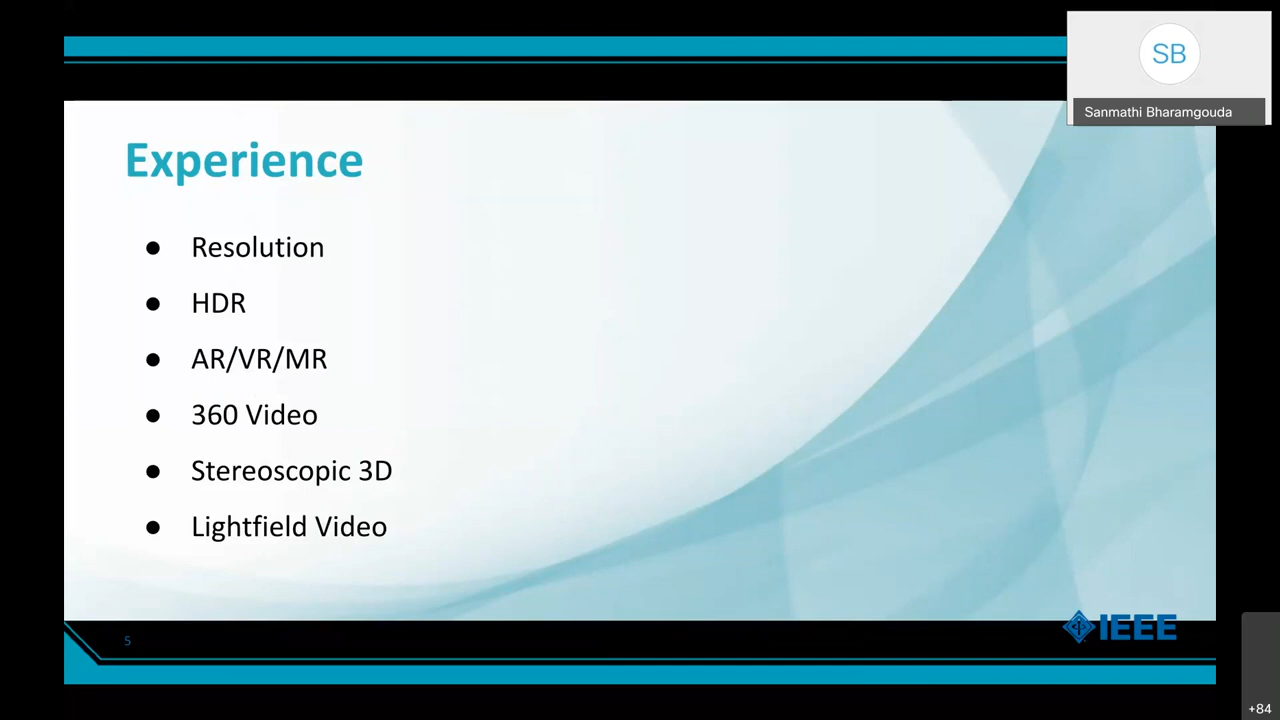 SB
Sanmathi Bharamgouda
Experience
● Resolution
● HDR
● AR/VR/MR
● 360 Video
● Stereoscopic 3D
● Lightfield Video
5
IEEE
+84